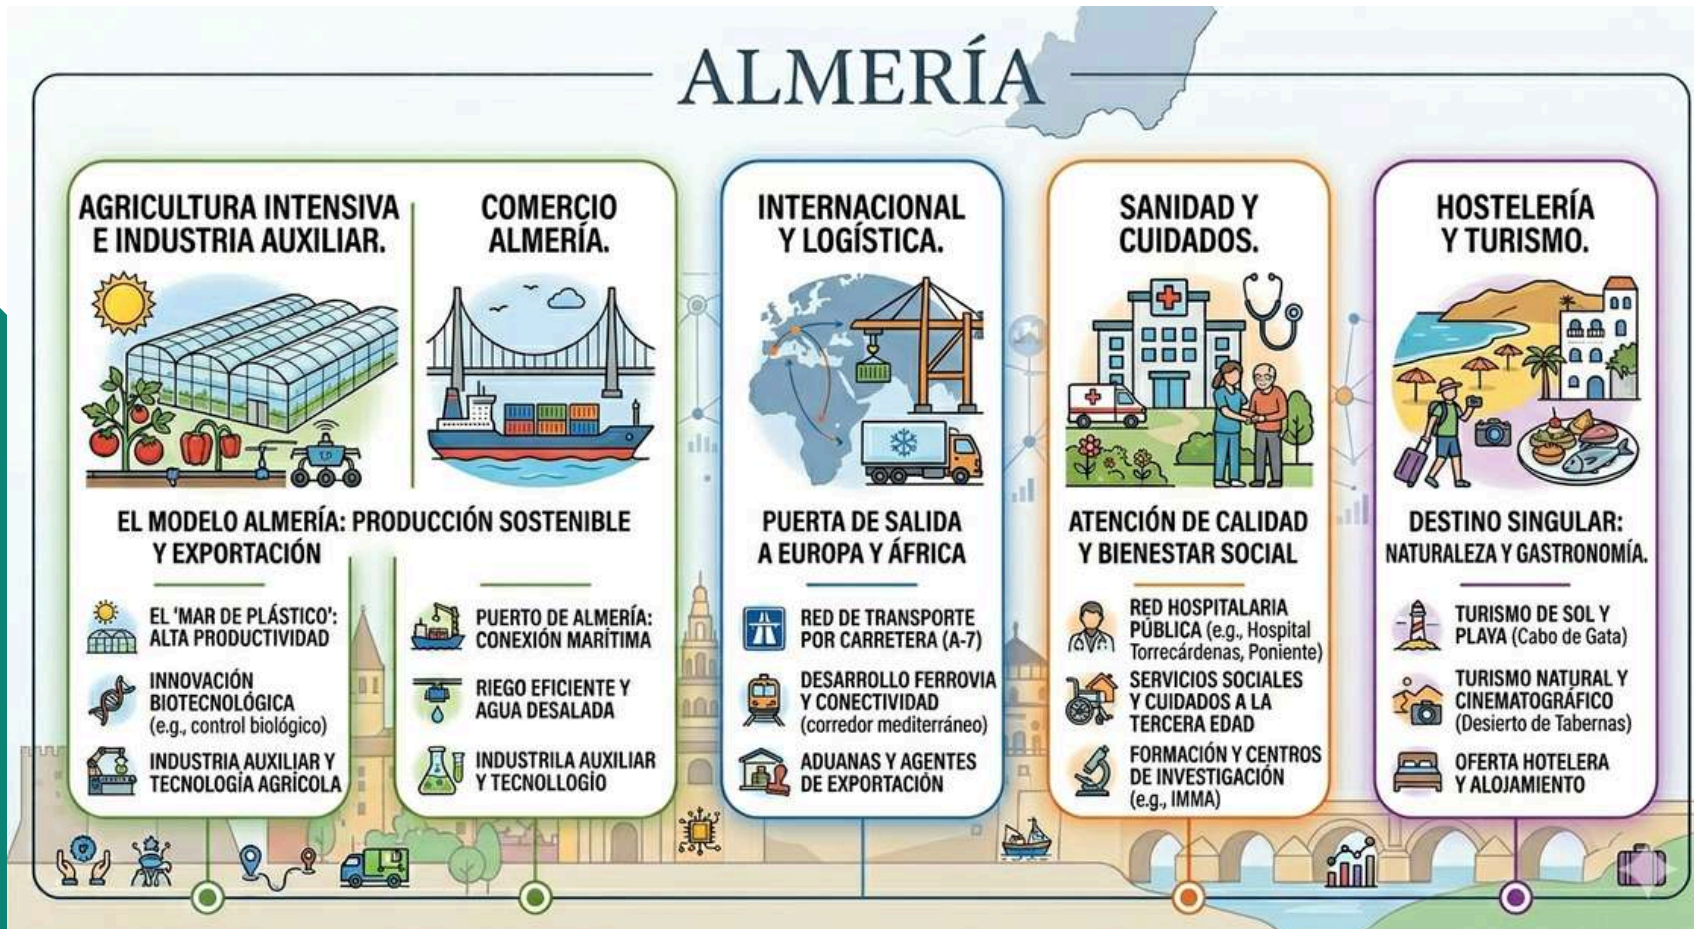 ALMERÍA
AGRICULTURA INTENSIVA
E INDUSTRIA AUXILIAR.
COMERCIO
ALMERÍA.
EL MODELO ALMERÍA: PRODUCCIÓN SOSTENIBLE
Y EXPORTACIÓN
EL 'MAR DE PLÁSTICO':
ALTA PRODUCTIVIDAD
INNOVACIÓN
BIOTECNOLÓGICA
(e.g., control biológico)
INDUSTRIA AUXILIAR Y
TECNOLOGÍA AGRÍCOLA
PUERTO DE ALMERÍA:
CONEXIÓN MARÍTIMA
RIEGO EFICIENTE Y
AGUA DESALADA
INDUSTRILA AUXILIAR
Y TECNOLLOGÍO
INTERNACIONAL
Y LOGÍSTICA.
PUERTA DE SALIDA
A EUROPA Y ÁFRICA
RED DE TRANSPORTE
POR CARRETERA (A-7)
DESARROLLO FERROVIA
Y CONECTIVIDAD
(corredor mediterráneo)
ADUANAS Y AGENTES
DE EXPORTACIÓN
SANIDAD Y
CUIDADOS.
ATENCIÓN DE CALIDAD
Y BIENESTAR SOCIAL
RED HOSPITALARIA
PÚBLICA (e.g., Hospital
Torrecárdenas, Poniente)
SERVICIOS SOCIALES
Y CUIDADOS A LA
TERCERA EDAD
FORMACIÓN Y CENTROS
DE INVESTIGACIÓN
(e.g., IMMA)
HOSTELERÍA
Y TURISMO.
DESTINO SINGULAR:
NATURALEZA Y GASTRONOMÍA.
TURISMO DE SOL Y
PLAYA (Cabo de Gata)
TURISMO NATURAL Y
CINEMATOGRÁFICO
(Desierto de Tabernas)
OFERTA HOTELERA
Y ALOJAMIENTO